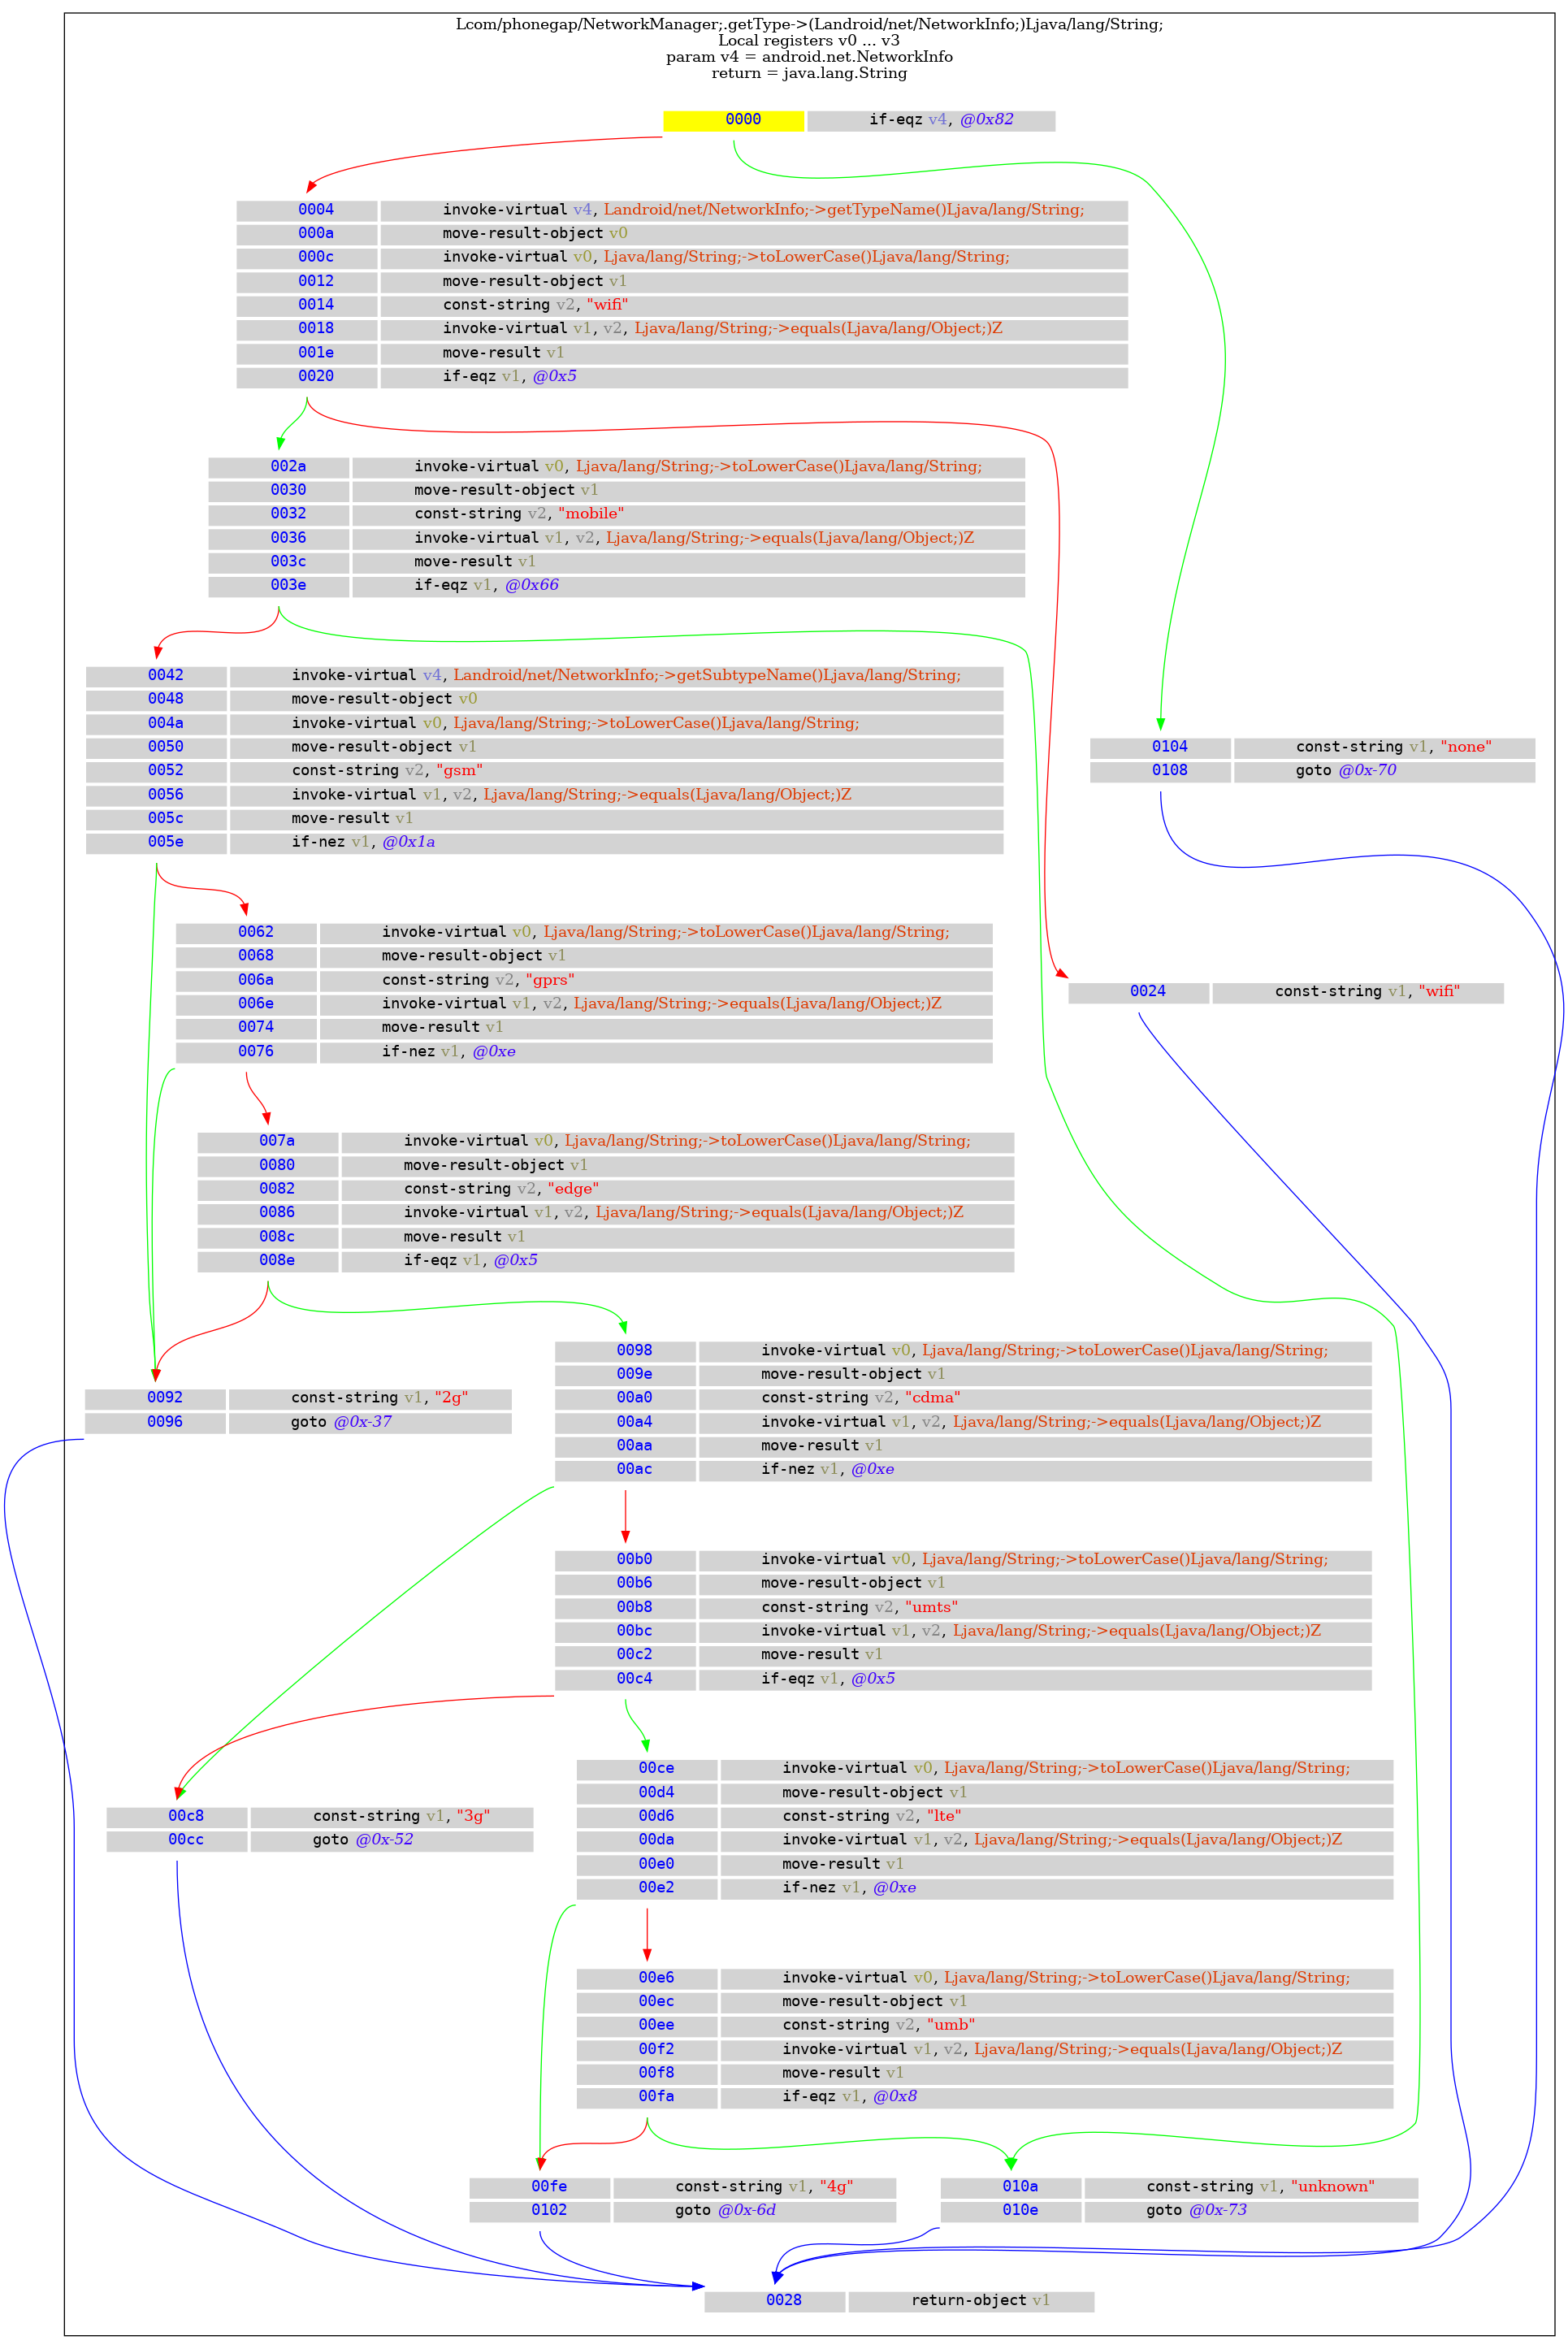 Lcom/phonegap/NetworkManager;.getType->(Landroid/net/NetworkInfo;)Ljava/lang/String;
Local registers v0 ... v3
param v4 = android.net.NetworkInfo
return = java.lang.String
0000 if-eqz v4, @0x82
0004 invoke-virtual v4, Landroid/net/NetworkInfo;->getTypeName()Ljava/lang/String;
000a move-result-object v0
000c invoke-virtual v0, Ljava/lang/String;->toLowerCase()Ljava/lang/String;
0012 move-result-object v1
0014 const-string v2, "wifi"
0018 invoke-virtual v1, v2, Ljava/lang/String;->equals(Ljava/lang/Object;)Z
001e move-result v1
0020 if-eqz v1, @0x5
002a invoke-virtual v0, Ljava/lang/String;->toLowerCase()Ljava/lang/String;
0030 move-result-object v1
0032 const-string v2, "mobile"
0036 invoke-virtual v1, v2, Ljava/lang/String;->equals(Ljava/lang/Object;)Z
003c move-result v1
003e if-eqz v1, @0x66
0042 invoke-virtual v4, Landroid/net/NetworkInfo;->getSubtypeName()Ljava/lang/String;
0048 move-result-object v0
004a invoke-virtual v0, Ljava/lang/String;->toLowerCase()Ljava/lang/String;
0050 move-result-object v1
0052 const-string v2, "gsm"
0056 invoke-virtual v1, v2, Ljava/lang/String;->equals(Ljava/lang/Object;)Z
005c move-result v1
005e if-nez v1, @0x1a
0104 const-string v1, "none"
0108 goto @0x-70
0062 invoke-virtual v0, Ljava/lang/String;->toLowerCase()Ljava/lang/String;
0068 move-result-object v1
006a const-string v2, "gprs"
006e invoke-virtual v1, v2, Ljava/lang/String;->equals(Ljava/lang/Object;)Z
0074 move-result v1
0076 if-nez v1, @0xe
0024 const-string v1, "wifi"
007a invoke-virtual v0, Ljava/lang/String;->toLowerCase()Ljava/lang/String;
0080 move-result-object v1
0082 const-string v2, "edge"
0086 invoke-virtual v1, v2, Ljava/lang/String;->equals(Ljava/lang/Object;)Z
008c move-result v1
008e if-eqz v1, @0x5
0092 const-string v1, "2g"
0096 goto @0x-37
0098 invoke-virtual v0, Ljava/lang/String;->toLowerCase()Ljava/lang/String;
009e move-result-object v1
00a0 const-string v2, "cdma"
00a4 invoke-virtual v1, v2, Ljava/lang/String;->equals(Ljava/lang/Object;)Z
00aa move-result v1
00ac if-nez v1, @0xe
00b0 invoke-virtual v0, Ljava/lang/String;->toLowerCase()Ljava/lang/String;
00b6 move-result-object v1
00b8 const-string v2, "umts"
00bc invoke-virtual v1, v2, Ljava/lang/String;->equals(Ljava/lang/Object;)Z
00c2 move-result v1
00c4 if-eqz v1, @0x5
00c8 const-string v1, "3g"
00cc goto @0x-52
00ce invoke-virtual v0, Ljava/lang/String;->toLowerCase()Ljava/lang/String;
00d4 move-result-object v1
00d6 const-string v2, "lte"
00da invoke-virtual v1, v2, Ljava/lang/String;->equals(Ljava/lang/Object;)Z
00e0 move-result v1
00e2 if-nez v1, @0xe
00e6 invoke-virtual v0, Ljava/lang/String;->toLowerCase()Ljava/lang/String;
00ec move-result-object v1
00ee const-string v2, "umb"
00f2 invoke-virtual v1, v2, Ljava/lang/String;->equals(Ljava/lang/Object;)Z
00f8 move-result v1
00fa if-eqz v1, @0x8
00fe const-string v1, "4g"
0102 goto @0x-6d
010a const-string v1, "unknown"
010e goto @0x-73
0028 return-object v1